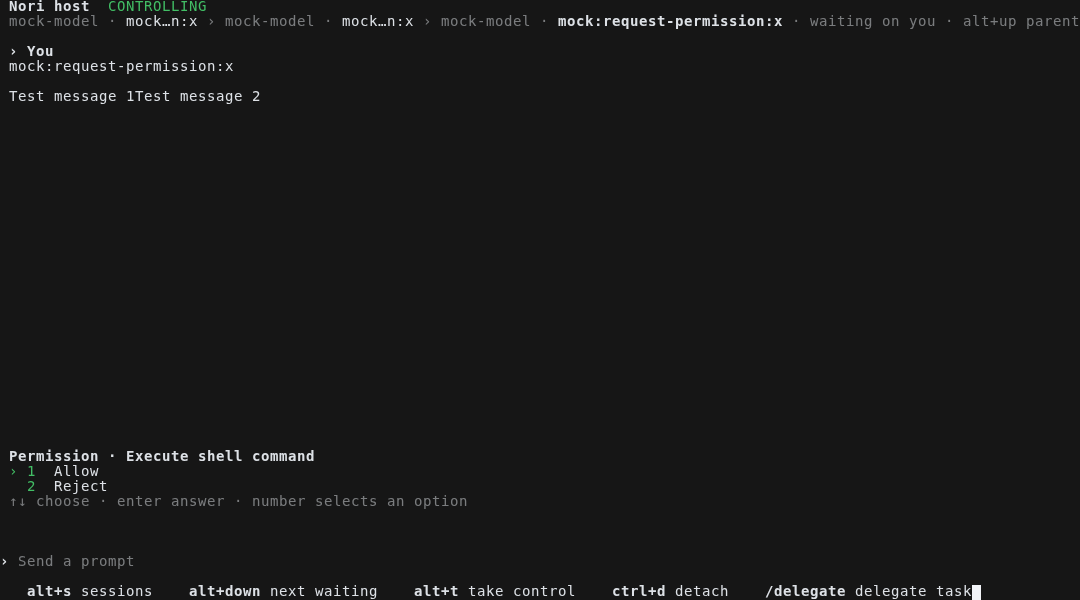 Nori host  CONTROLLING
mock-model · mock…n:x › mock-model · mock…n:x › mock-model · mock:request-permission:x · waiting on you · alt+up parent
› You
mock:request-permission:x
Test message 1Test message 2
Permission · Execute shell command
› 1  Allow
2  Reject
↑↓ choose · enter answer · number selects an option
› Send a prompt
alt+s sessions    alt+down next waiting    alt+t take control    ctrl+d detach    /delegate delegate task